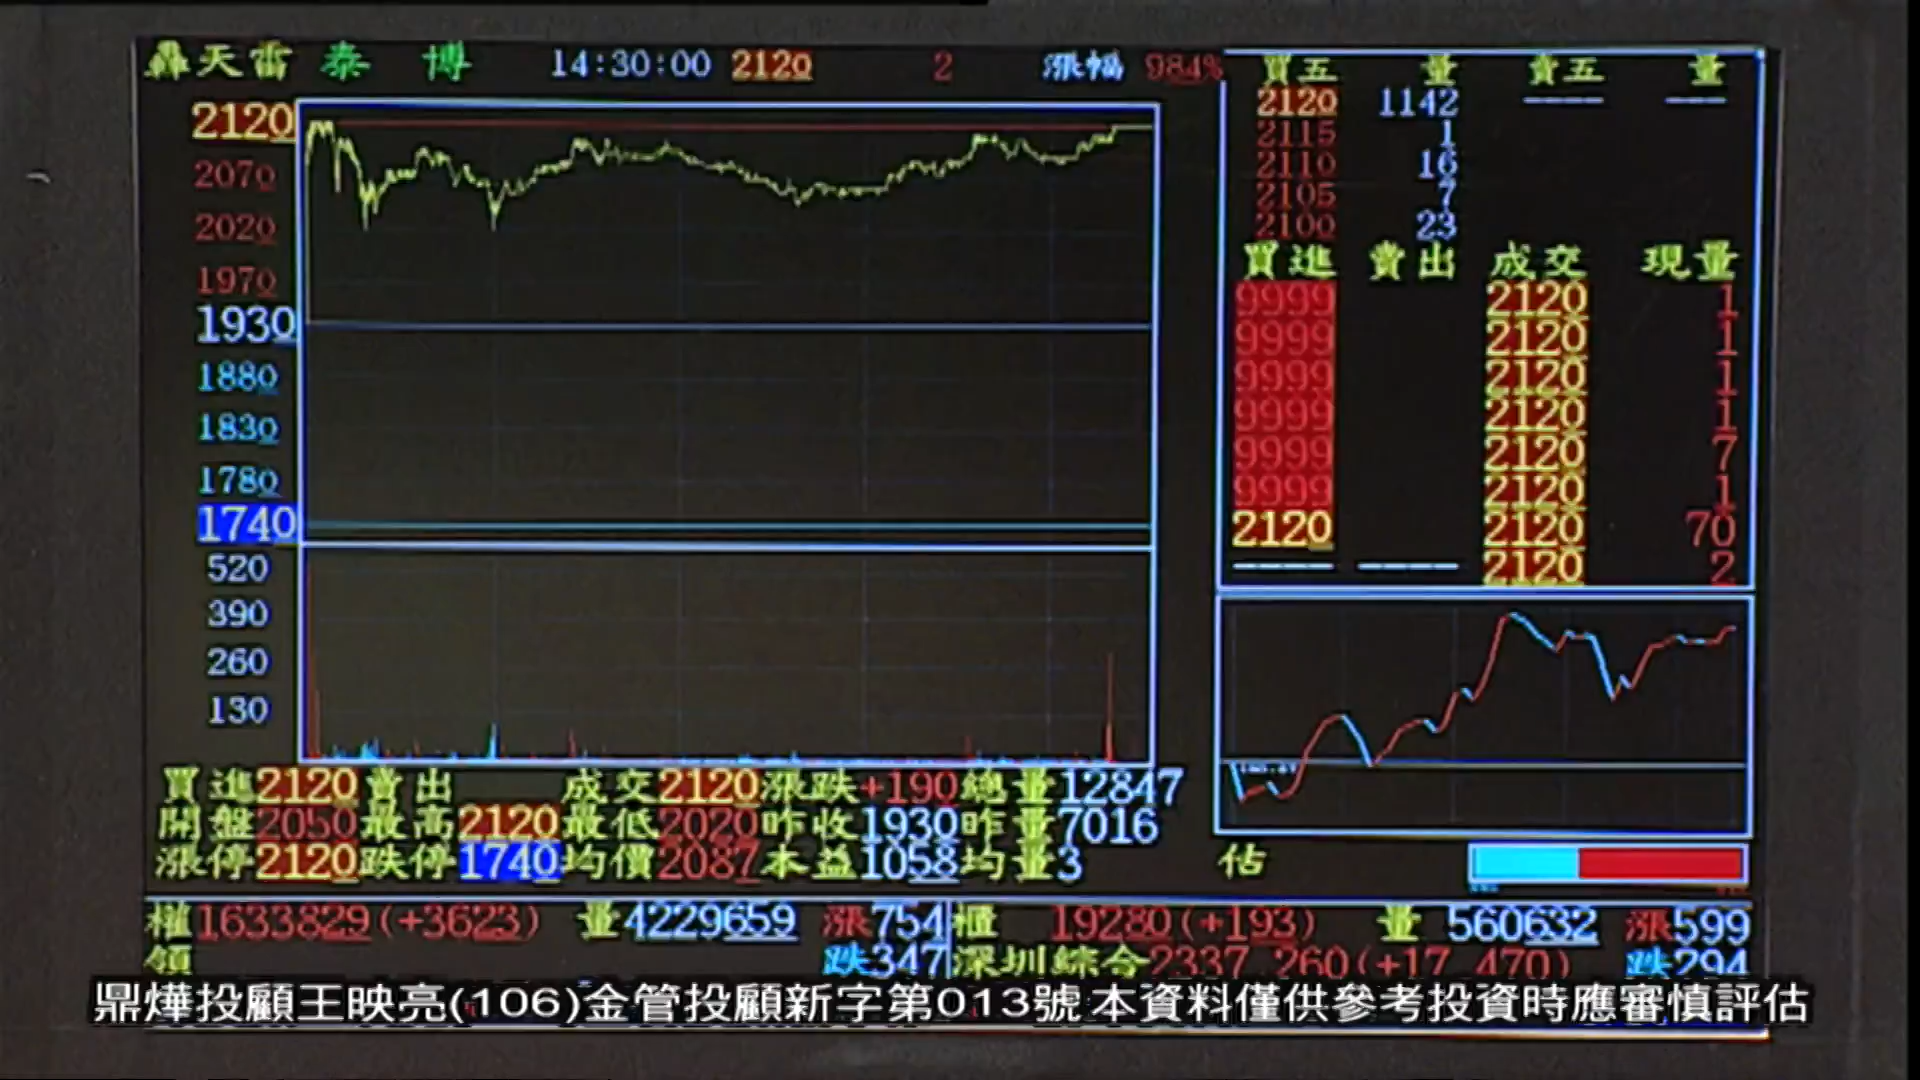 轟天雷 泰 博 14:30:00 2120 2 漲幅 984%
2120
2070
2020
1970
1930
1880
1830
1780
1740
520
390
260
130
買五 量 賣五 量
2120 1142 ---- ---
2115 1
2110 16
2105 7
2100 23
買進 賣出 成交 現量
9999 2120 1
9999 2120 1
9999 2120 1
9999 2120 1
9999 2120 7
9999 2120 1
2120 2120 70
---- ---- 2120 2
買進2120賣出 成交2120漲跌+190總量12847
開盤2050最高2120最低2020昨收1930昨量7016
漲停2120跌停1740均價2087本益1058均量3
估
權1633829(+3623) 量4229659 漲754
領 跌347
櫃 19280(+193) 量 560632 漲599
深圳綜合2337.260(+17.470) 跌294
鼎燁投顧王映亮(106)金管投顧新字第013號 本資料僅供參考投資時應審慎評估